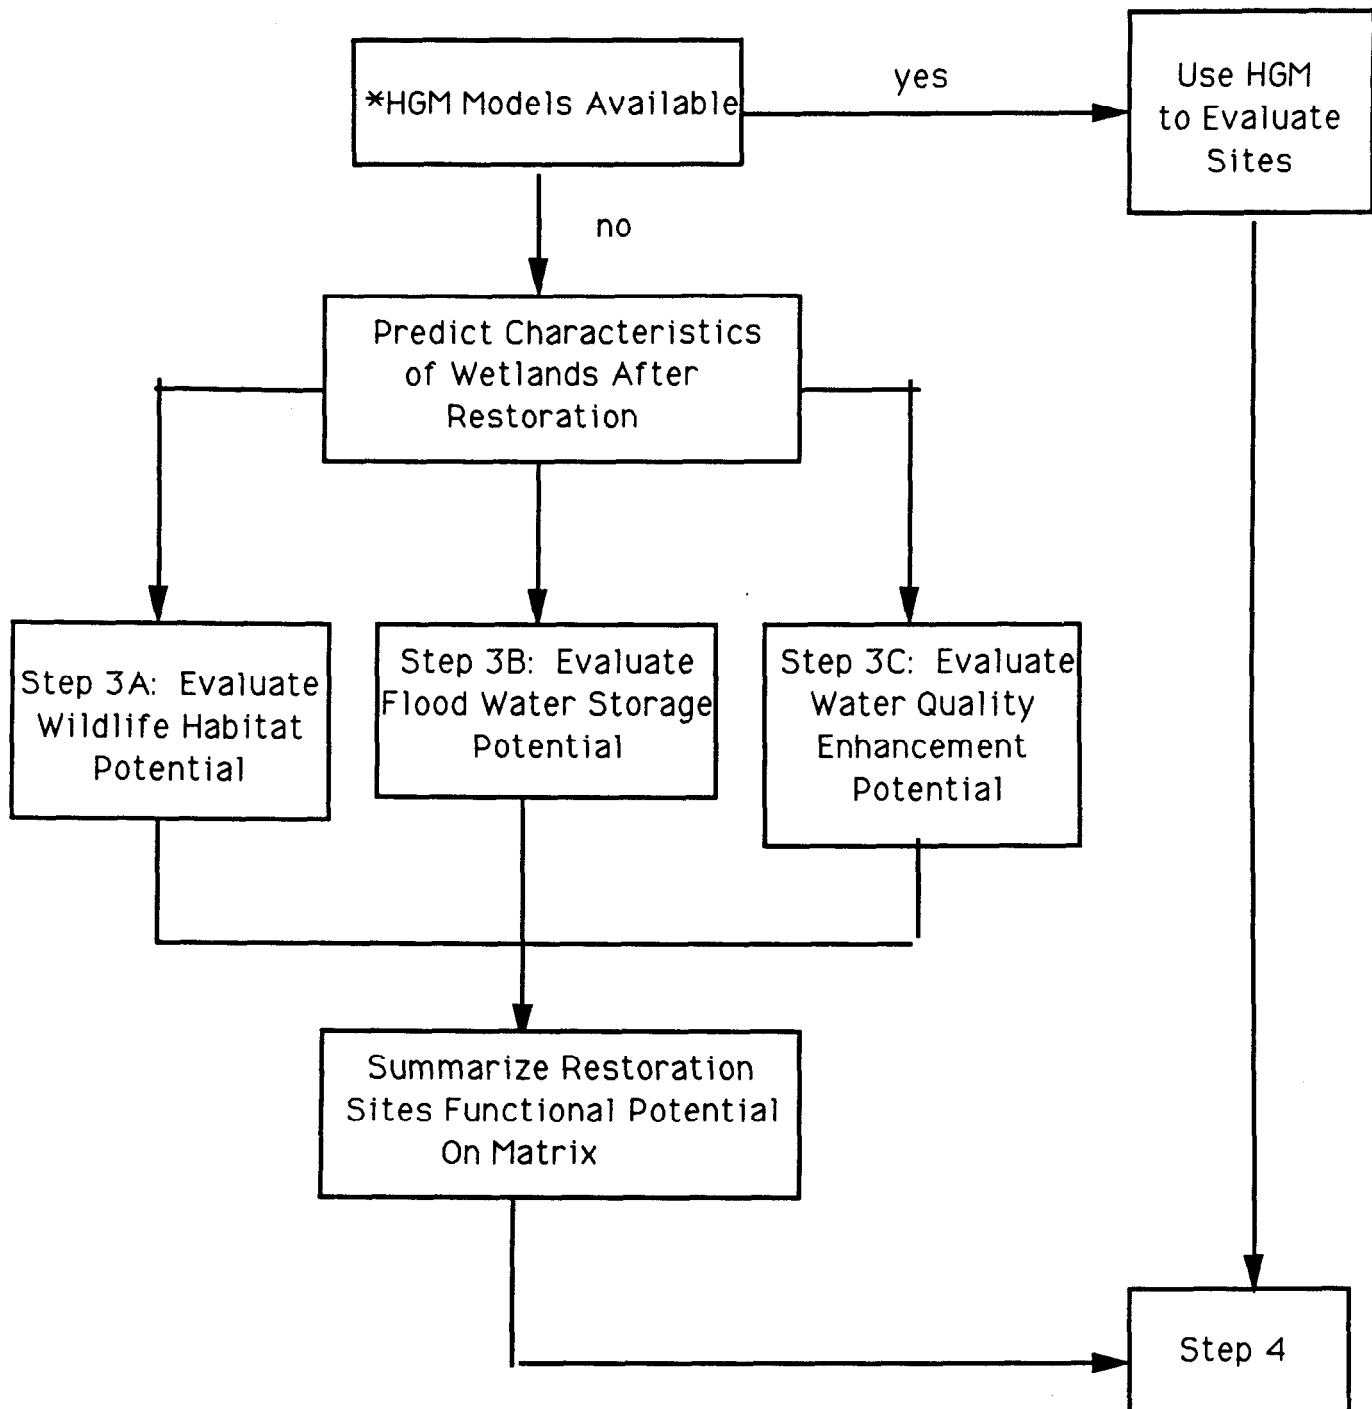 *HGM Models Available
yes
Use HGM
to Evaluate
Sites
no
Predict Characteristics
of Wetlands After
Restoration
Step 3A: Evaluate
Wildlife Habitat
Potential
Step 3B: Evaluate
Flood Water Storage
Potential
Step 3C: Evaluate
Water Quality
Enhancement
Potential
Summarize Restoration
Sites Functional Potential
On Matrix
Step 4